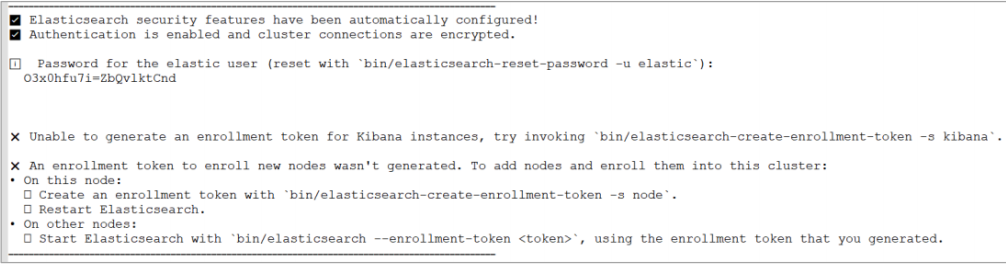 Elasticsearch security features have been automatically configured!
Authentication is enabled and cluster connections are encrypted.
Password for the elastic user (reset with `bin/elasticsearch-reset-password -u elastic`):
O3x0hfu7i=ZbQvlktCnd
Unable to generate an enrollment token for Kibana instances, try invoking `bin/elasticsearch-create-enrollment-token -s kibana`.
An enrollment token to enroll new nodes wasn't generated. To add nodes and enroll them into this cluster:
• On this node:
Create an enrollment token with `bin/elasticsearch-create-enrollment-token -s node`.
Restart Elasticsearch.
• On other nodes:
Start Elasticsearch with `bin/elasticsearch --enrollment-token <token>`, using the enrollment token that you generated.